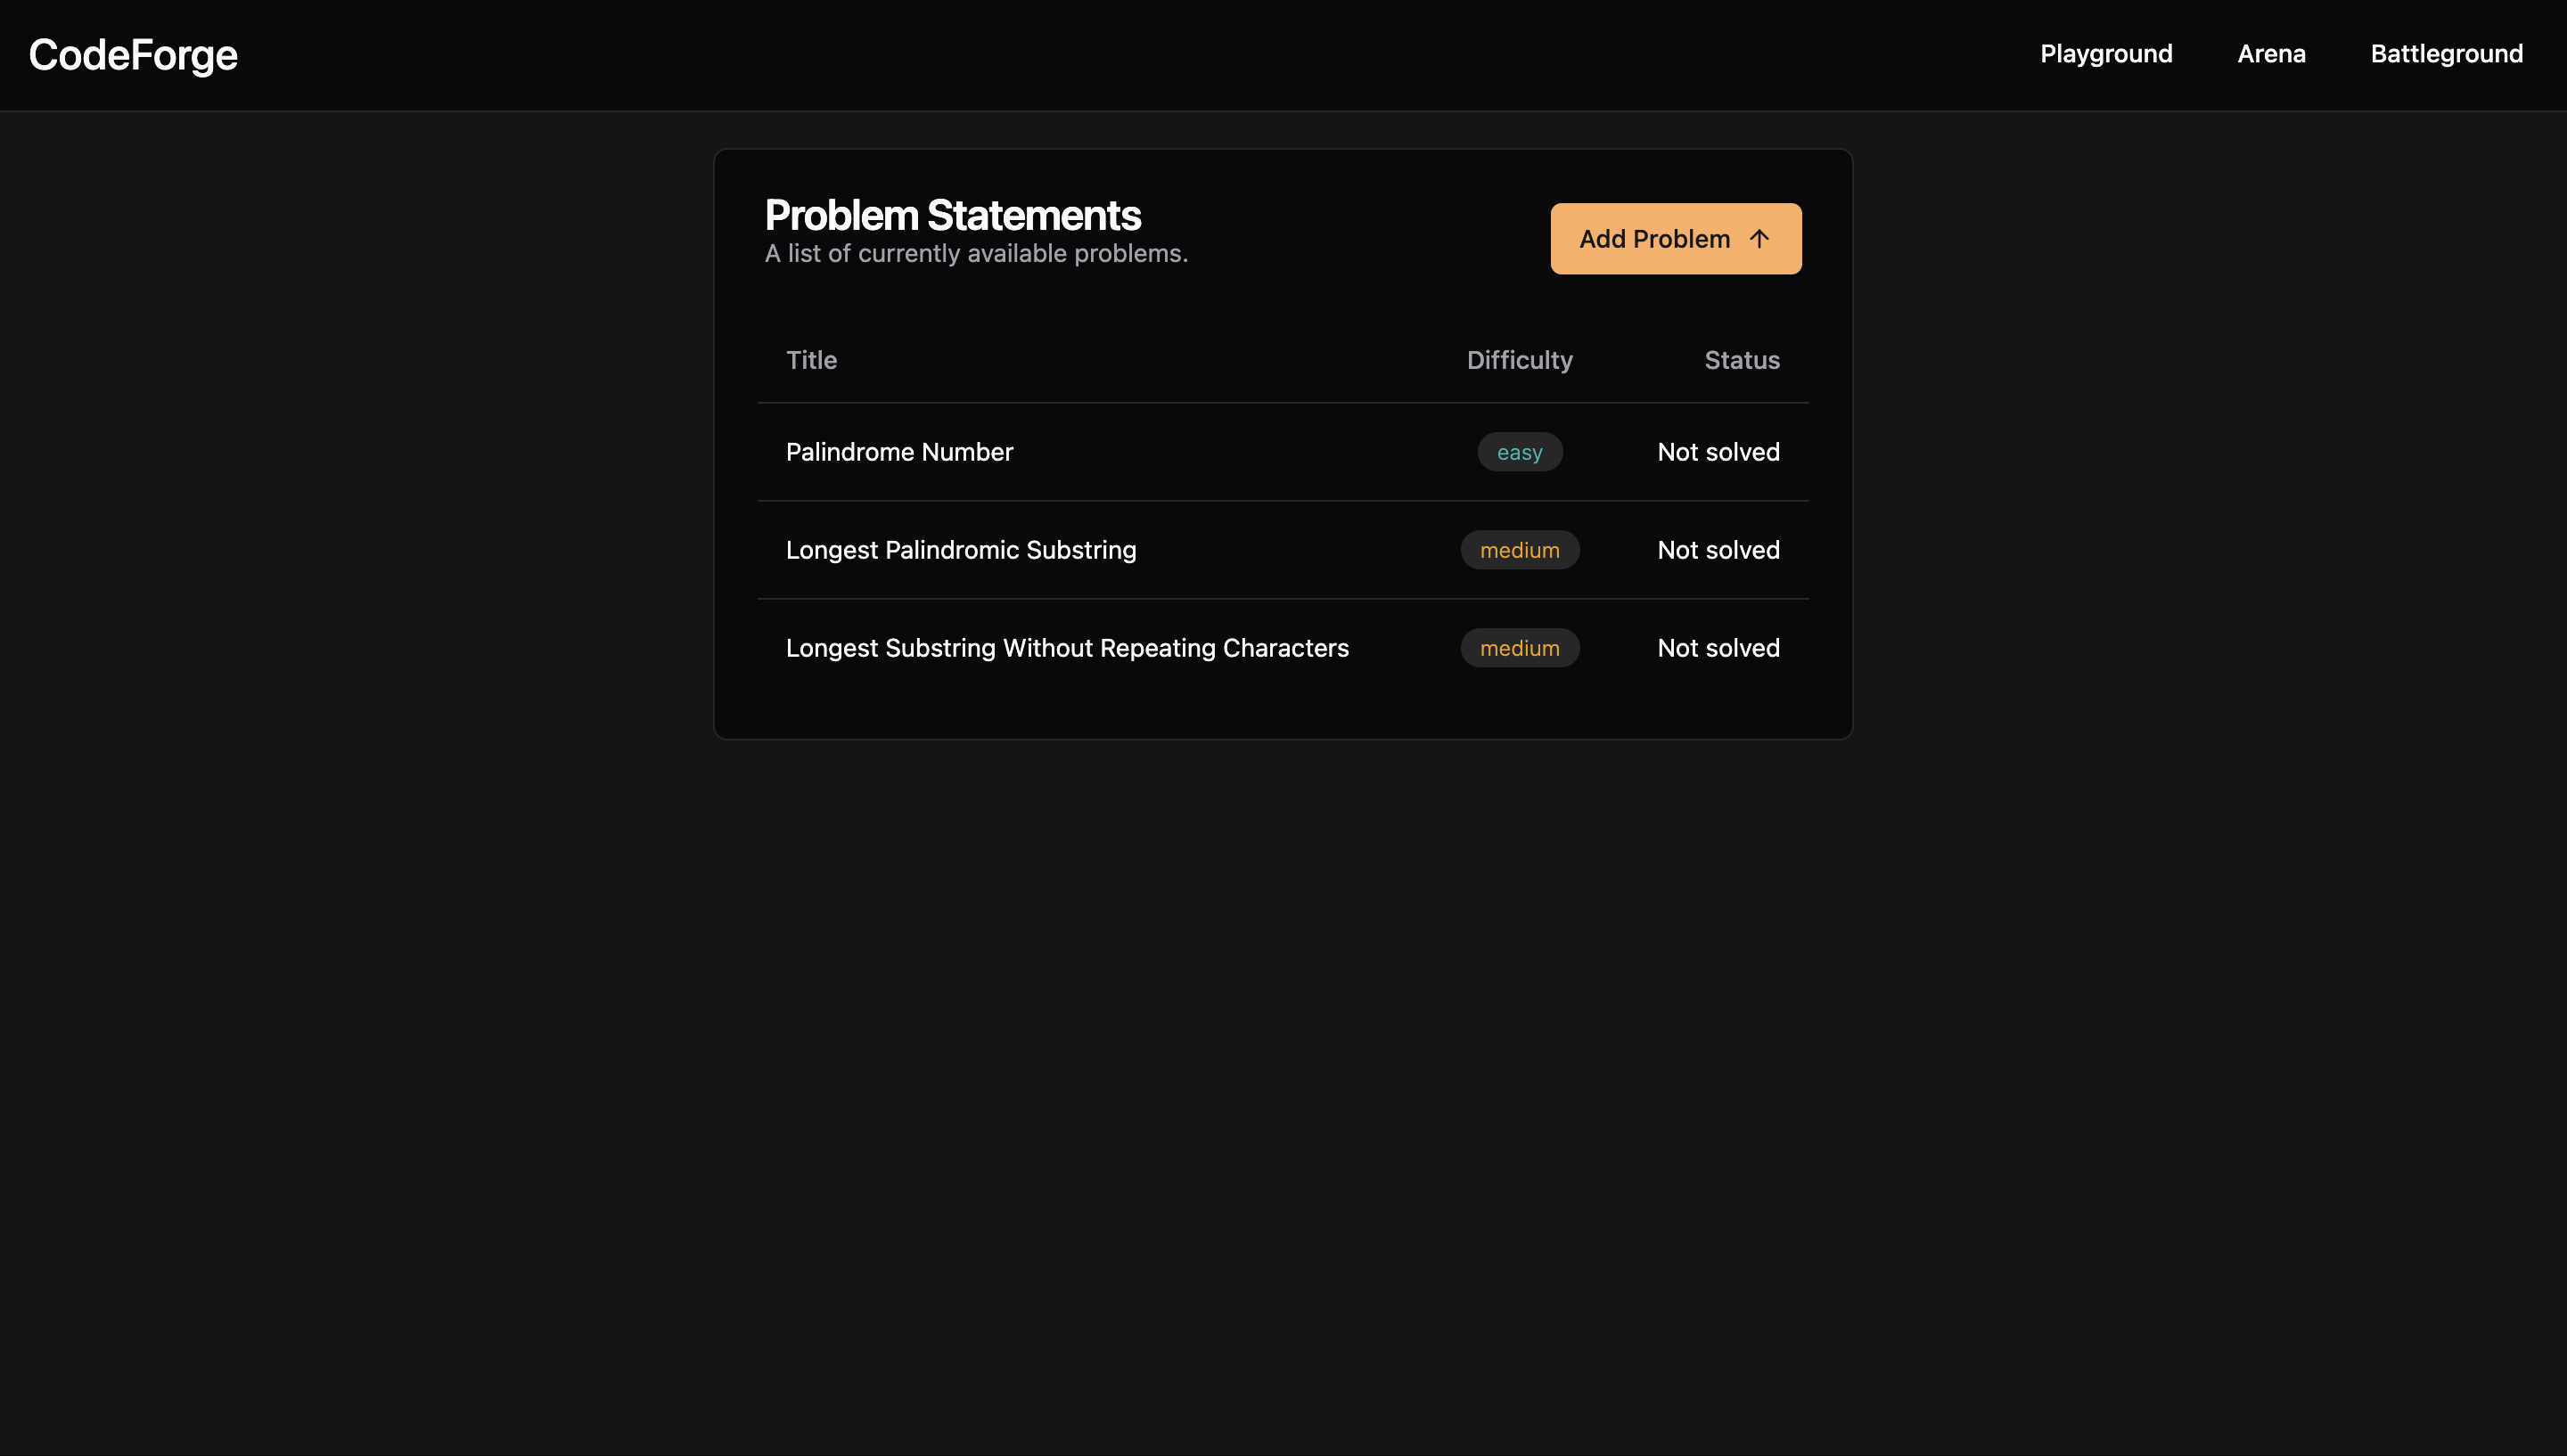 CodeForge
Playground Arena Battleground
Problem Statements
A list of currently available problems.
Add Problem
Title Difficulty Status
Palindrome Number easy Not solved
Longest Palindromic Substring medium Not solved
Longest Substring Without Repeating Characters medium Not solved